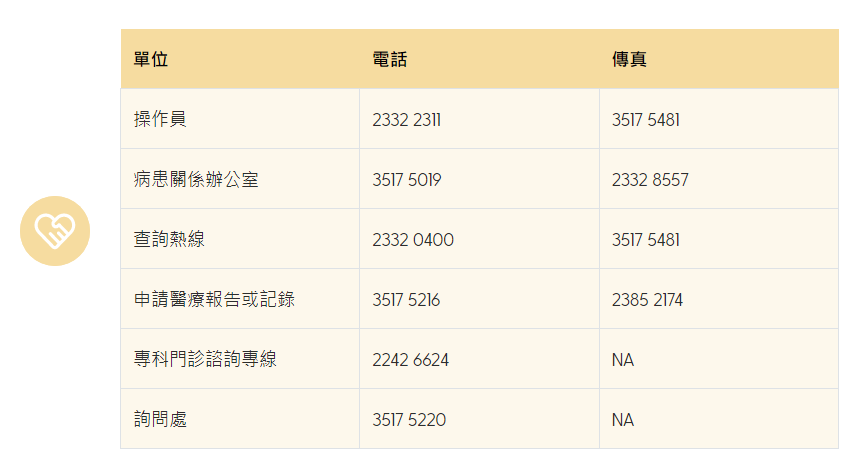 單位 電話 傳真
操作員 2332 2311 3517 5481
病患關係辦公室 3517 5019 2332 8557
查詢熱線 2332 0400 3517 5481
申請醫療報告或記錄 3517 5216 2385 2174
專科門診諮詢專線 2242 6624 NA
詢問處 3517 5220 NA